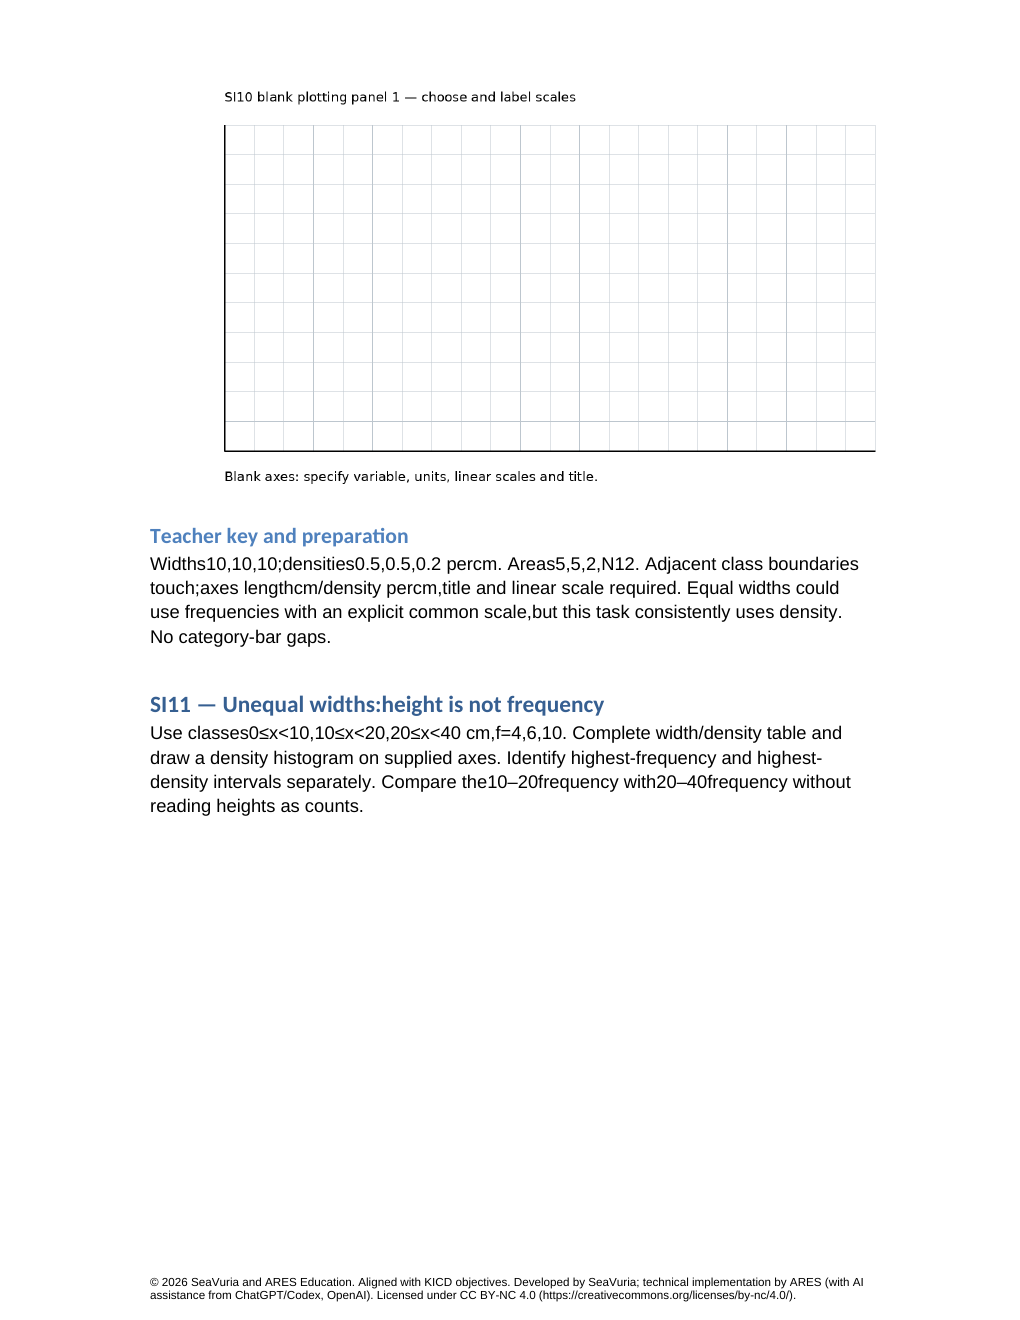 SI10 blank plotting panel 1 — choose and label scales
Blank axes: specify variable, units, linear scales and title.
Teacher key and preparation
Widths10,10,10;densities0.5,0.5,0.2 percm. Areas5,5,2,N12. Adjacent class boundaries
touch;axes lengthcm/density percm,title and linear scale required. Equal widths could
use frequencies with an explicit common scale,but this task consistently uses density.
No category-bar gaps.
SI11 — Unequal widths:height is not frequency
Use classes0≤x<10,10≤x<20,20≤x<40 cm,f=4,6,10. Complete width/density table and
draw a density histogram on supplied axes. Identify highest-frequency and highest-
density intervals separately. Compare the10–20frequency with20–40frequency without
reading heights as counts.
© 2026 SeaVuria and ARES Education. Aligned with KICD objectives. Developed by SeaVuria; technical implementation by ARES (with AI
assistance from ChatGPT/Codex, OpenAI). Licensed under CC BY-NC 4.0 (https://creativecommons.org/licenses/by-nc/4.0/).